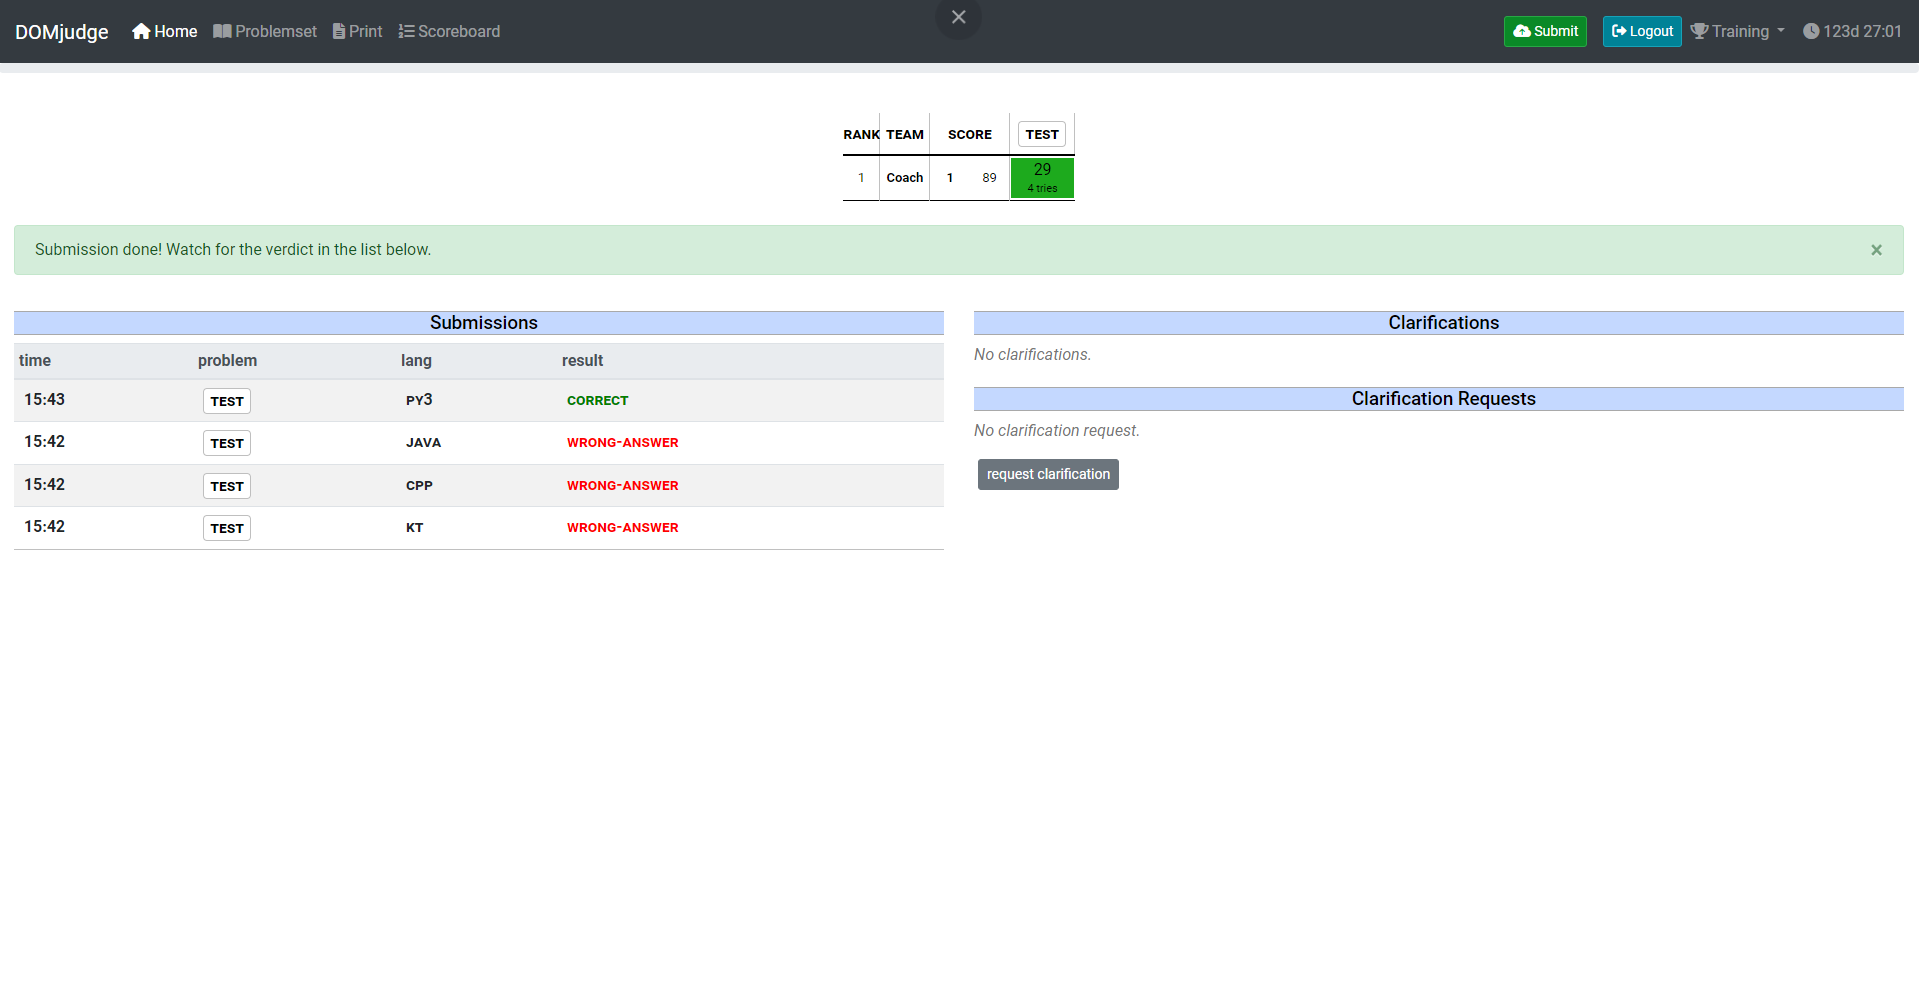 DOMjudge Home Problemset Print Scoreboard Submit Logout Training 123d 27:01
RANK TEAM SCORE TEST
1 Coach 1 89 29
4 tries
Submission done! Watch for the verdict in the list below. ×
Submissions
time problem lang result
15:43 TEST PY3 CORRECT
15:42 TEST JAVA WRONG-ANSWER
15:42 TEST CPP WRONG-ANSWER
15:42 TEST KT WRONG-ANSWER
Clarifications
No clarifications.
Clarification Requests
No clarification request.
request clarification